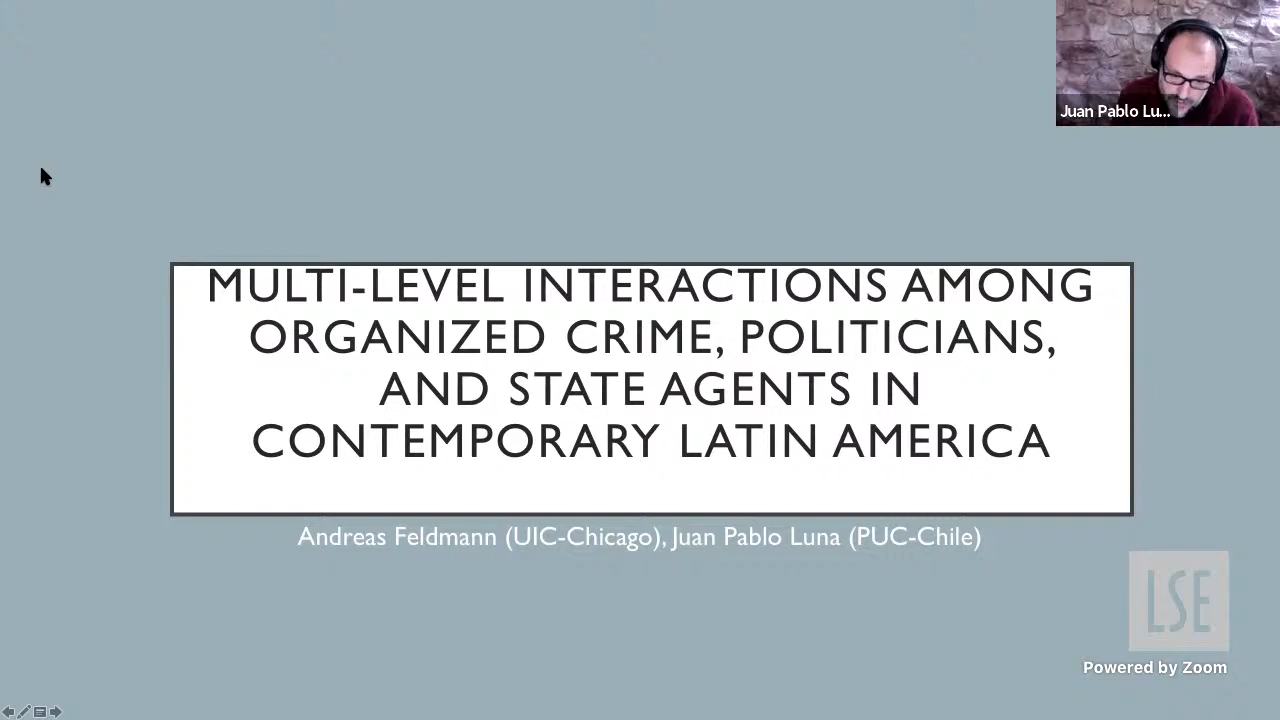 Juan Pablo Lu...
MULTI-LEVEL INTERACTIONS AMONG
ORGANIZED CRIME, POLITICIANS,
AND STATE AGENTS IN
CONTEMPORARY LATIN AMERICA
Andreas Feldmann (UIC-Chicago), Juan Pablo Luna (PUC-Chile)
LSE
Powered by Zoom